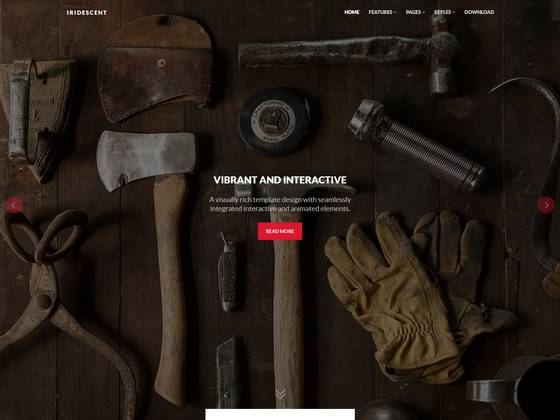 IRIDESCENT
HOME FEATURES PAGES STYLES DOWNLOAD
VIBRANT AND INTERACTIVE
A visually rich template design with seamlessly
integrated interactive and animated elements.
READ MORE